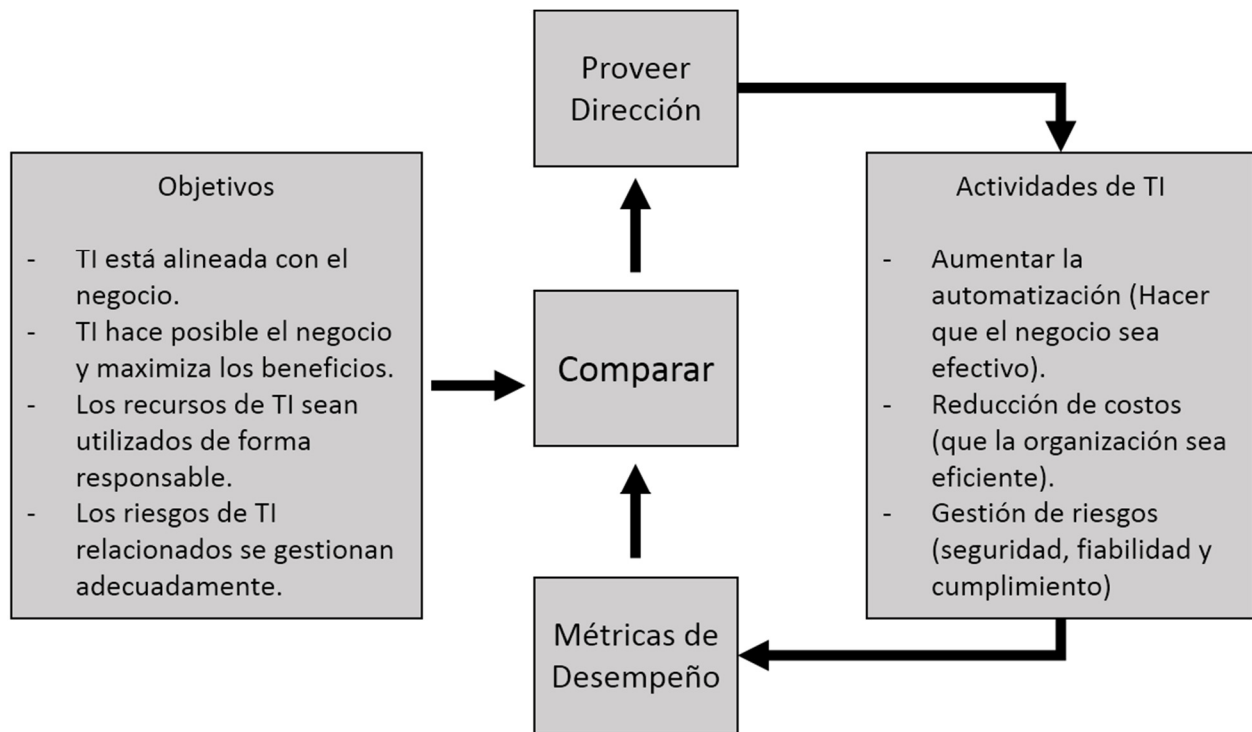 Proveer
Dirección
Objetivos
- TI está alineada con el
negocio.
- TI hace posible el negocio
y maximiza los beneficios.
- Los recursos de TI sean
utilizados de forma
responsable.
- Los riesgos de TI
relacionados se gestionan
adecuadamente.
Comparar
Métricas de
Desempeño
Actividades de TI
- Aumentar la
automatización (Hacer
que el negocio sea
efectivo).
- Reducción de costos
(que la organización sea
eficiente).
- Gestión de riesgos
(seguridad, fiabilidad y
cumplimiento)